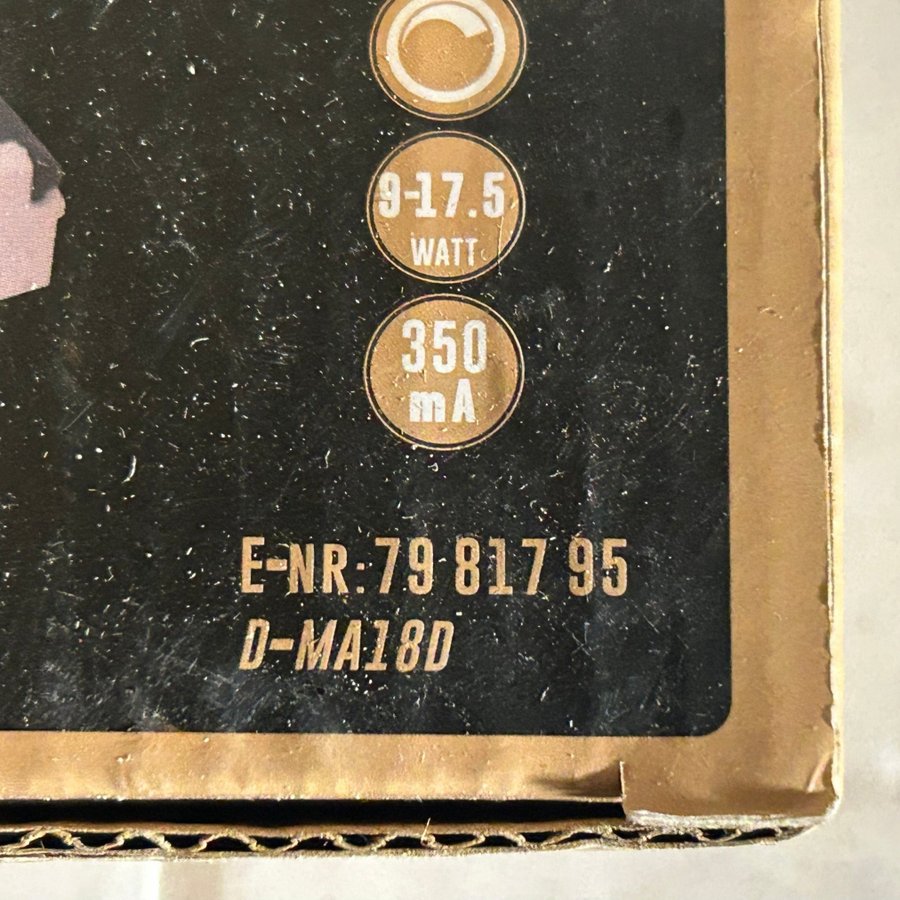 9-17.5
WATT
350
mA
E-NR:79 817 95
D-MA18D